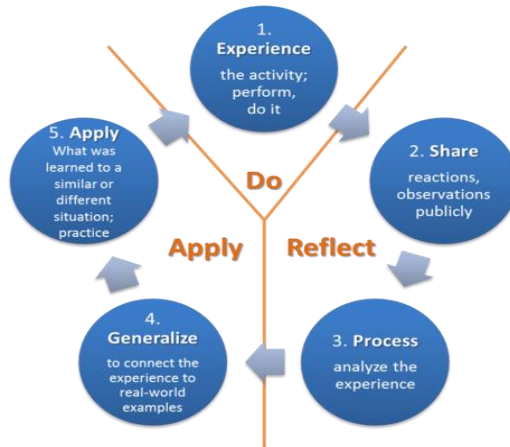 1.
Experience
the activity;
perform,
do it
2. Share
reactions,
observations
publicly
3. Process
analyze the
experience
4.
Generalize
to connect the
experience to
real-world
examples
5. Apply
What was
learned to a
similar or
different
situation;
practice
Do
Apply
Reflect